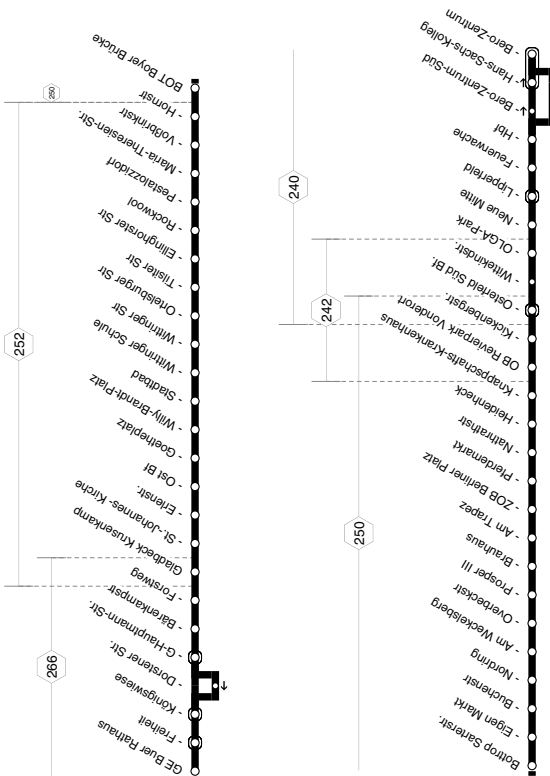 BOT Boyer Brücke
Hornstr
Voßbrinkstr
Maria-Theresien-Str.
Pestalozzidorf
Rockwool
Ellinghorster Str
Tilsiter Str
Ortelsburger Str
Wittringer Str
Wittringer Schule
Stadtbad
Willy-Brandt-Platz
Goetheplatz
Ost Bf
Erlenstr.
St.-Johannes- Kirche
Gladbeck Krusenkamp
Forstweg
Bärenkampstr
G-Hauptmann-Str.
Dorstener Str.
Königswiese
Freiheit
GE Buer Rathaus
250
252
266
Bero-Zentrum
Hans-Sachs-Kolleg
Bero-Zentrum-Süd
Hbf
Feuerwache
Lipperfeld
Neue Mitte
OLGA-Park
Wittekindstr.
Osterfeld Süd Bf.
Kickenbergstr.
OB Revierpark Vonderort
Knappschafts-Krankenhaus
Heidenheck
Nathrathstr
Pferdemarkt
ZOB Berliner Platz
Am Trapez
Brauhaus
Prosper III
Overbeckstr
Am Weckelsberg
Nordring
Buchenstr
Eigen Markt
Bottrop Safterstr.
240
242
250